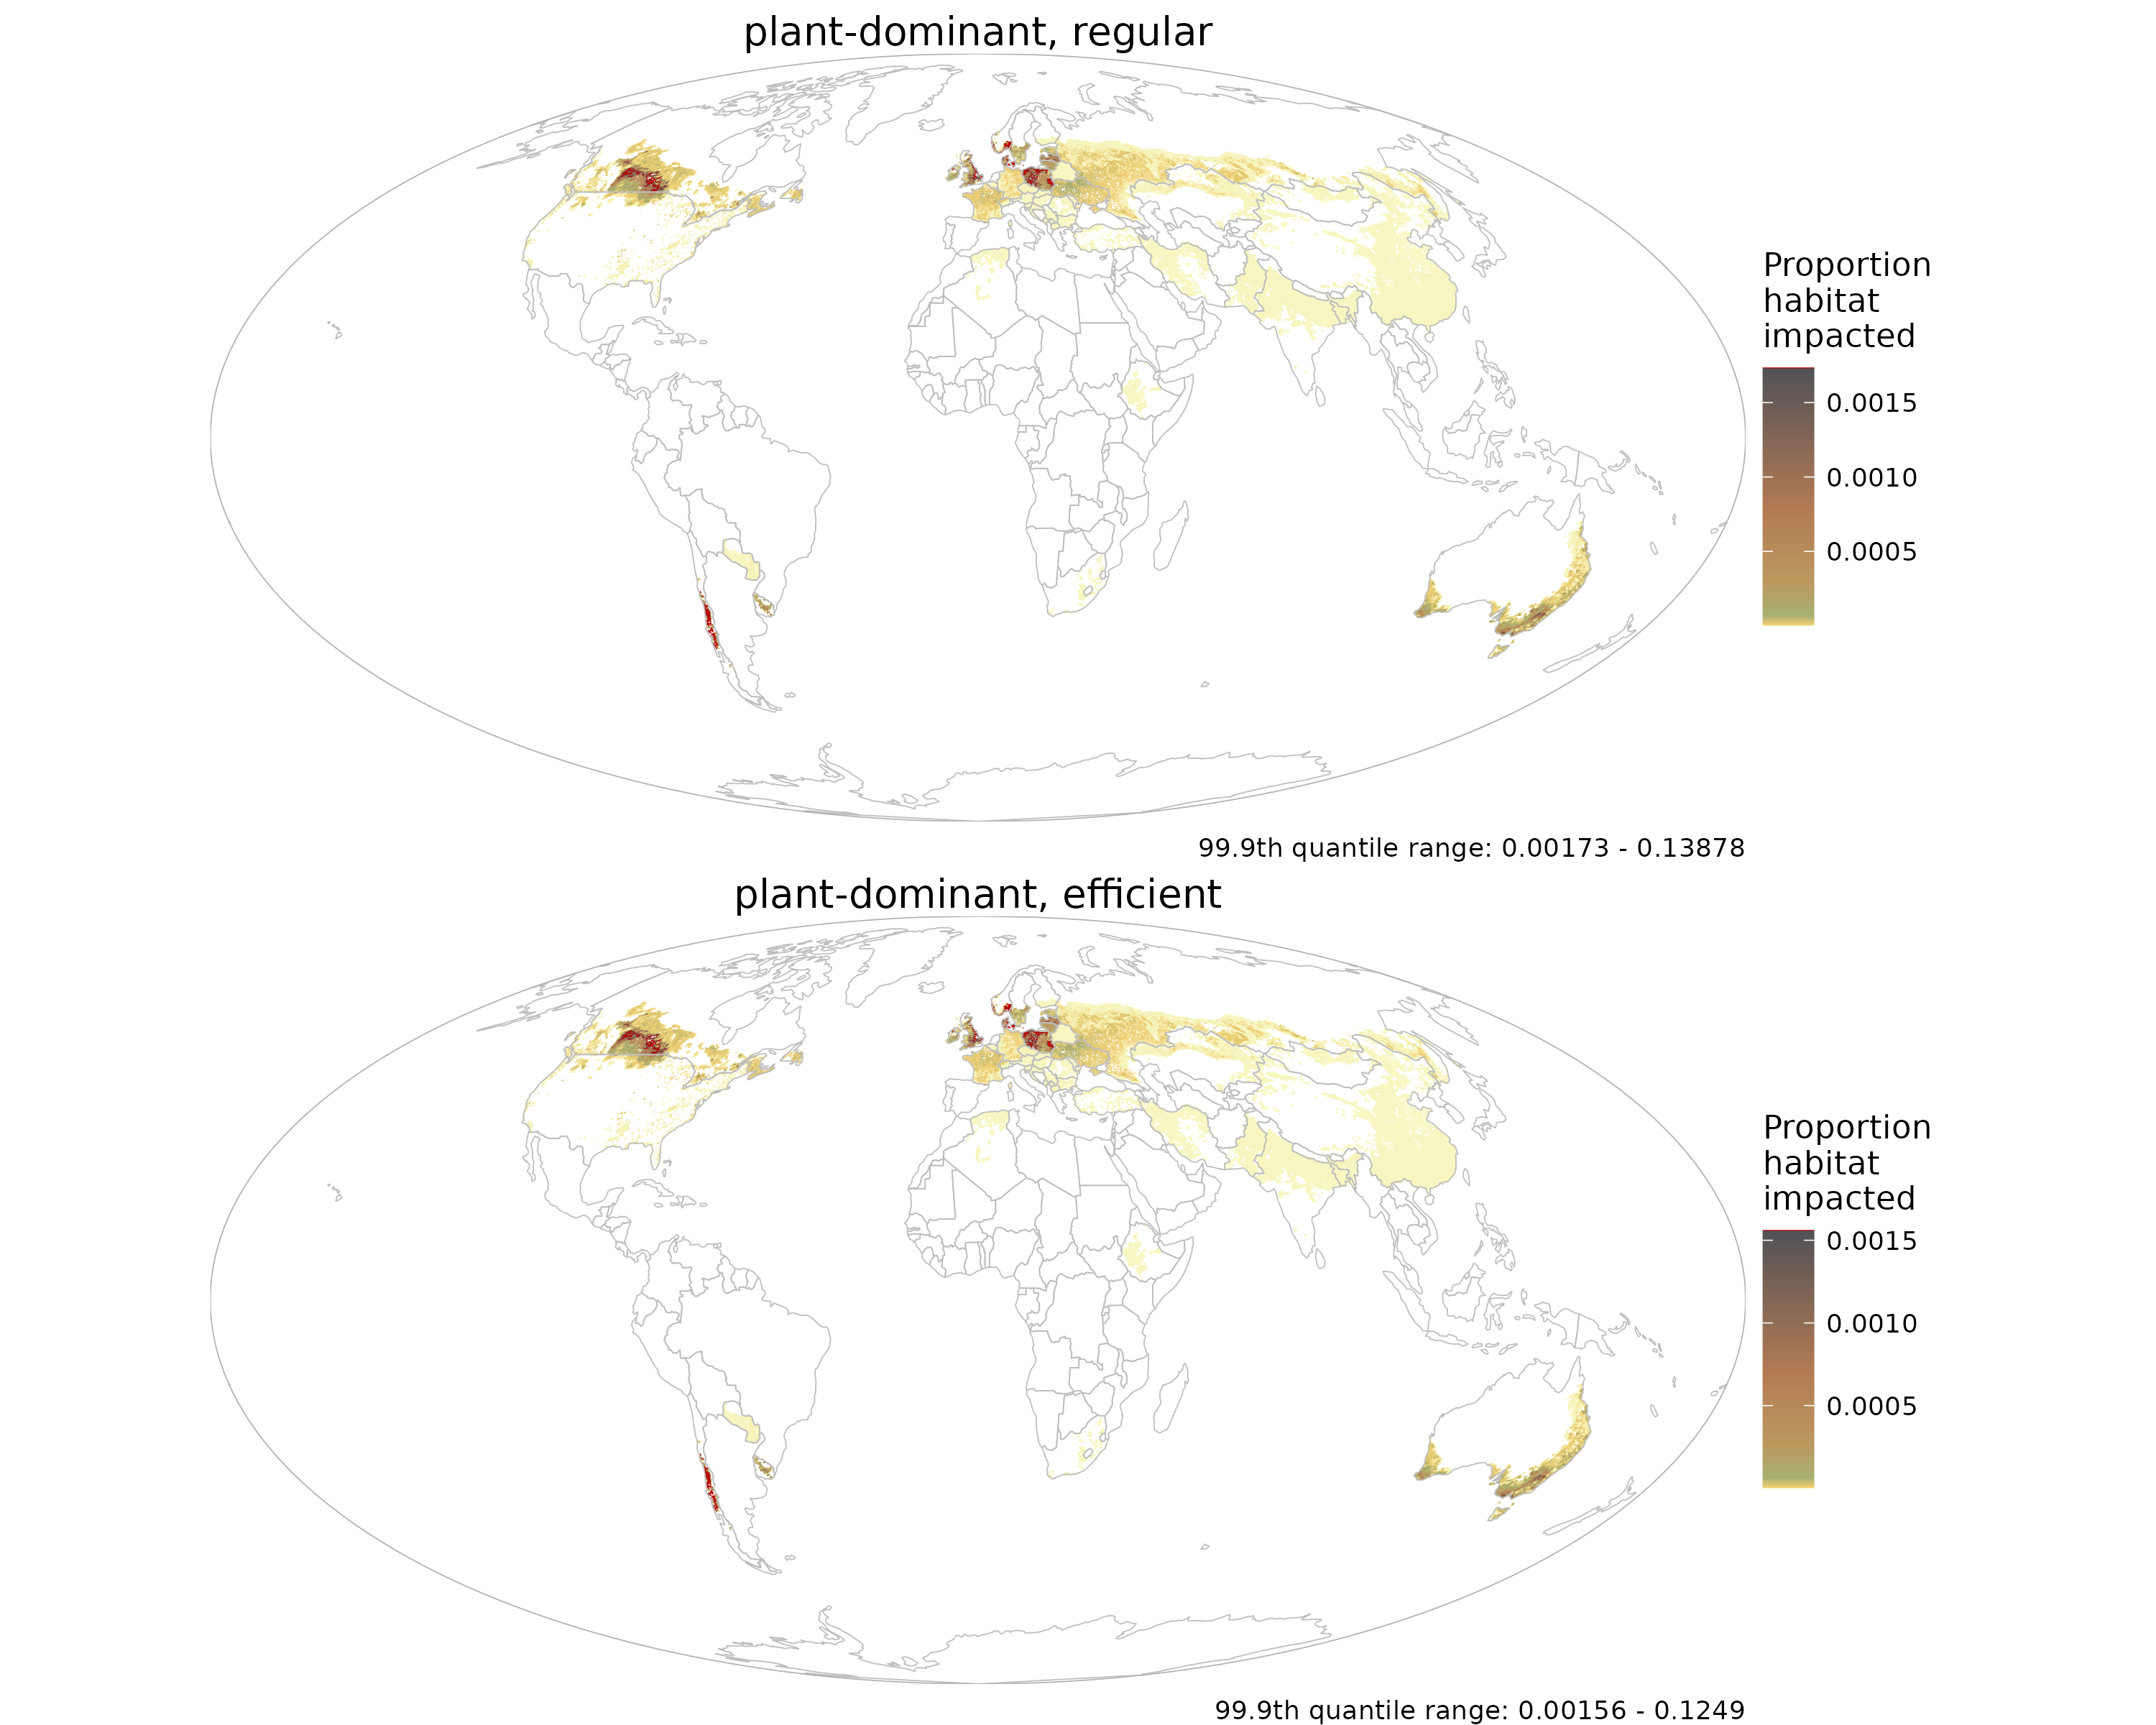 plant-dominant, regular
Proportion
habitat
impacted
0.0015
0.0010
0.0005
99.9th quantile range: 0.00173 - 0.13878
plant-dominant, efficient
Proportion
habitat
impacted
0.0015
0.0010
0.0005
99.9th quantile range: 0.00156 - 0.1249